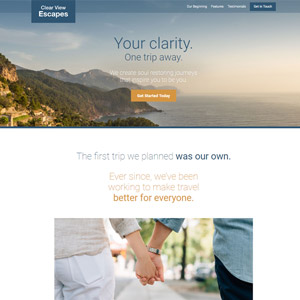 Clear View
Escapes
Our Beginning
Features
Testimonials
Get In Touch!
Your clarity.
One trip away.
We create soul restoring journeys
that inspire you to be you.
Get Started Today
The first trip we planned was our own.
Ever since, we've been
working to make travel
better for everyone.